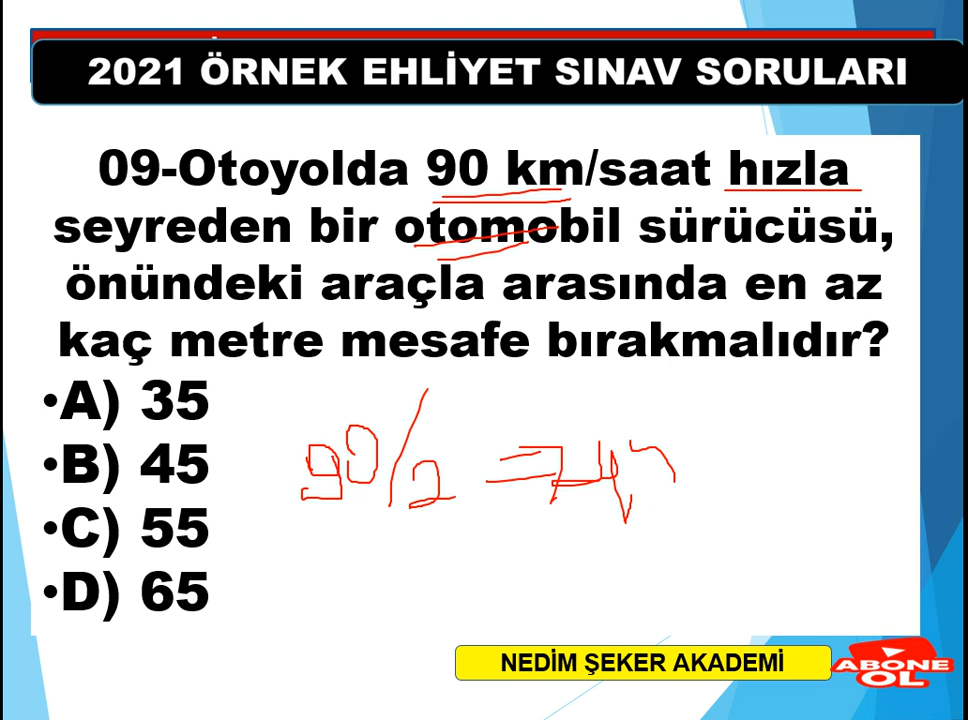 2021 ÖRNEK EHLİYET SINAV SORULARI
09-Otoyolda 90 km/saat hızla
seyreden bir otomobil sürücüsü,
önündeki araçla arasında en az
kaç metre mesafe bırakmalıdır?
•A) 35
•B) 45
•C) 55
•D) 65
90/2 =
NEDİM ŞEKER AKADEMİ
ABONE
OL